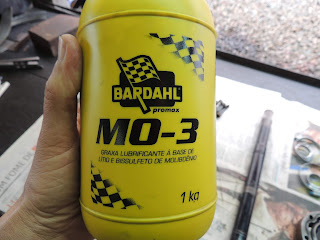 BARDAHL
promax
MO-3
GRAXA LUBRIFICANTE À BASE DE
LÍTIO E BISSULFETO DE MOLIBDÊNIO
1 kg